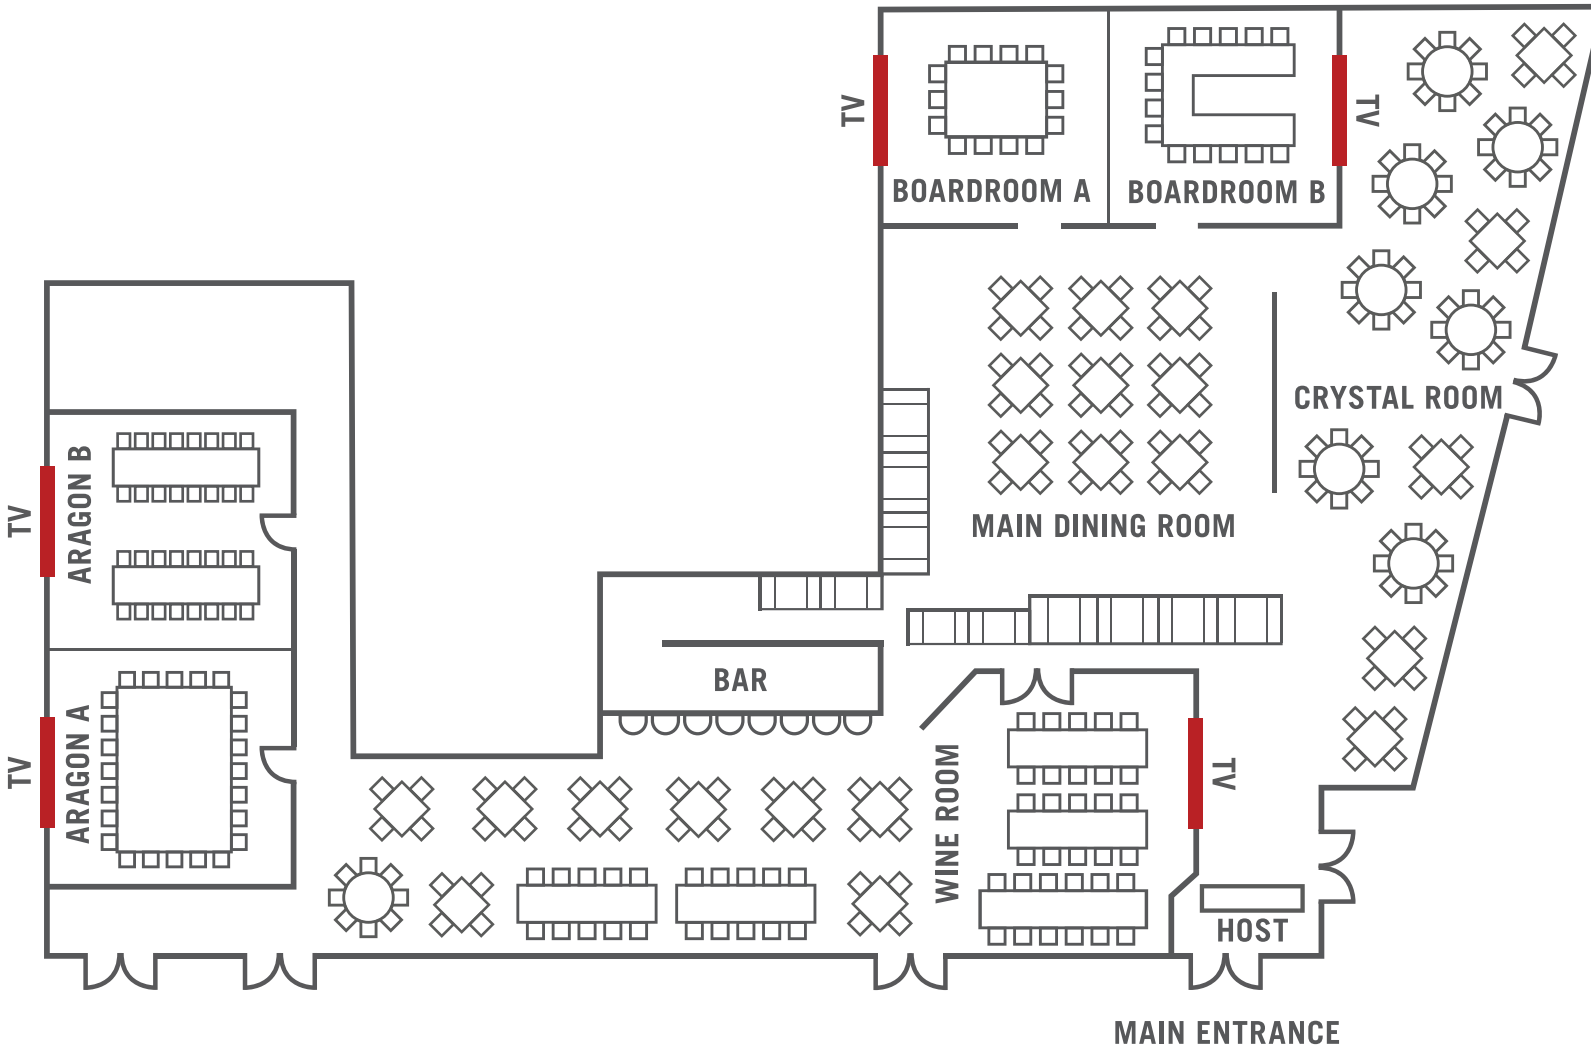 TV
TV
BOARDROOM A
BOARDROOM B
CRYSTAL ROOM
ARAGON B
TV
MAIN DINING ROOM
BAR
ARAGON A
TV
WINE ROOM
TV
HOST
MAIN ENTRANCE